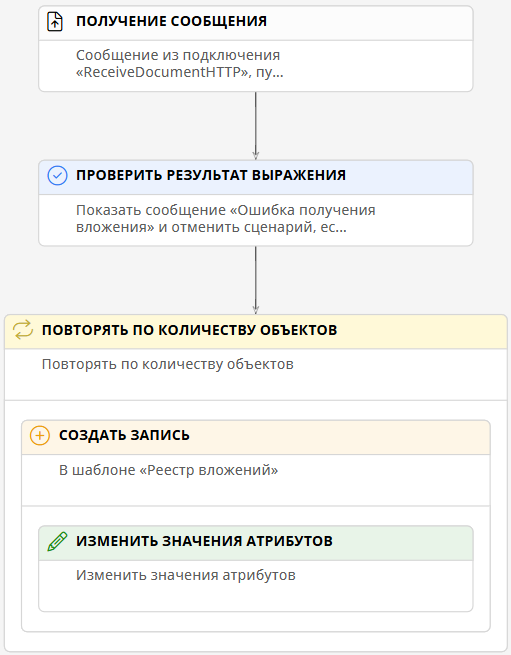 ПОЛУЧЕНИЕ СООБЩЕНИЯ
Сообщение из подключения
«ReceiveDocumentHTTP», пу...
ПРОВЕРИТЬ РЕЗУЛЬТАТ ВЫРАЖЕНИЯ
Показать сообщение «Ошибка получения
вложения» и отменить сценарий, ес...
ПОВТОРЯТЬ ПО КОЛИЧЕСТВУ ОБЪЕКТОВ
Повторять по количеству объектов
СОЗДАТЬ ЗАПИСЬ
В шаблоне «Реестр вложений»
ИЗМЕНИТЬ ЗНАЧЕНИЯ АТРИБУТОВ
Изменить значения атрибутов